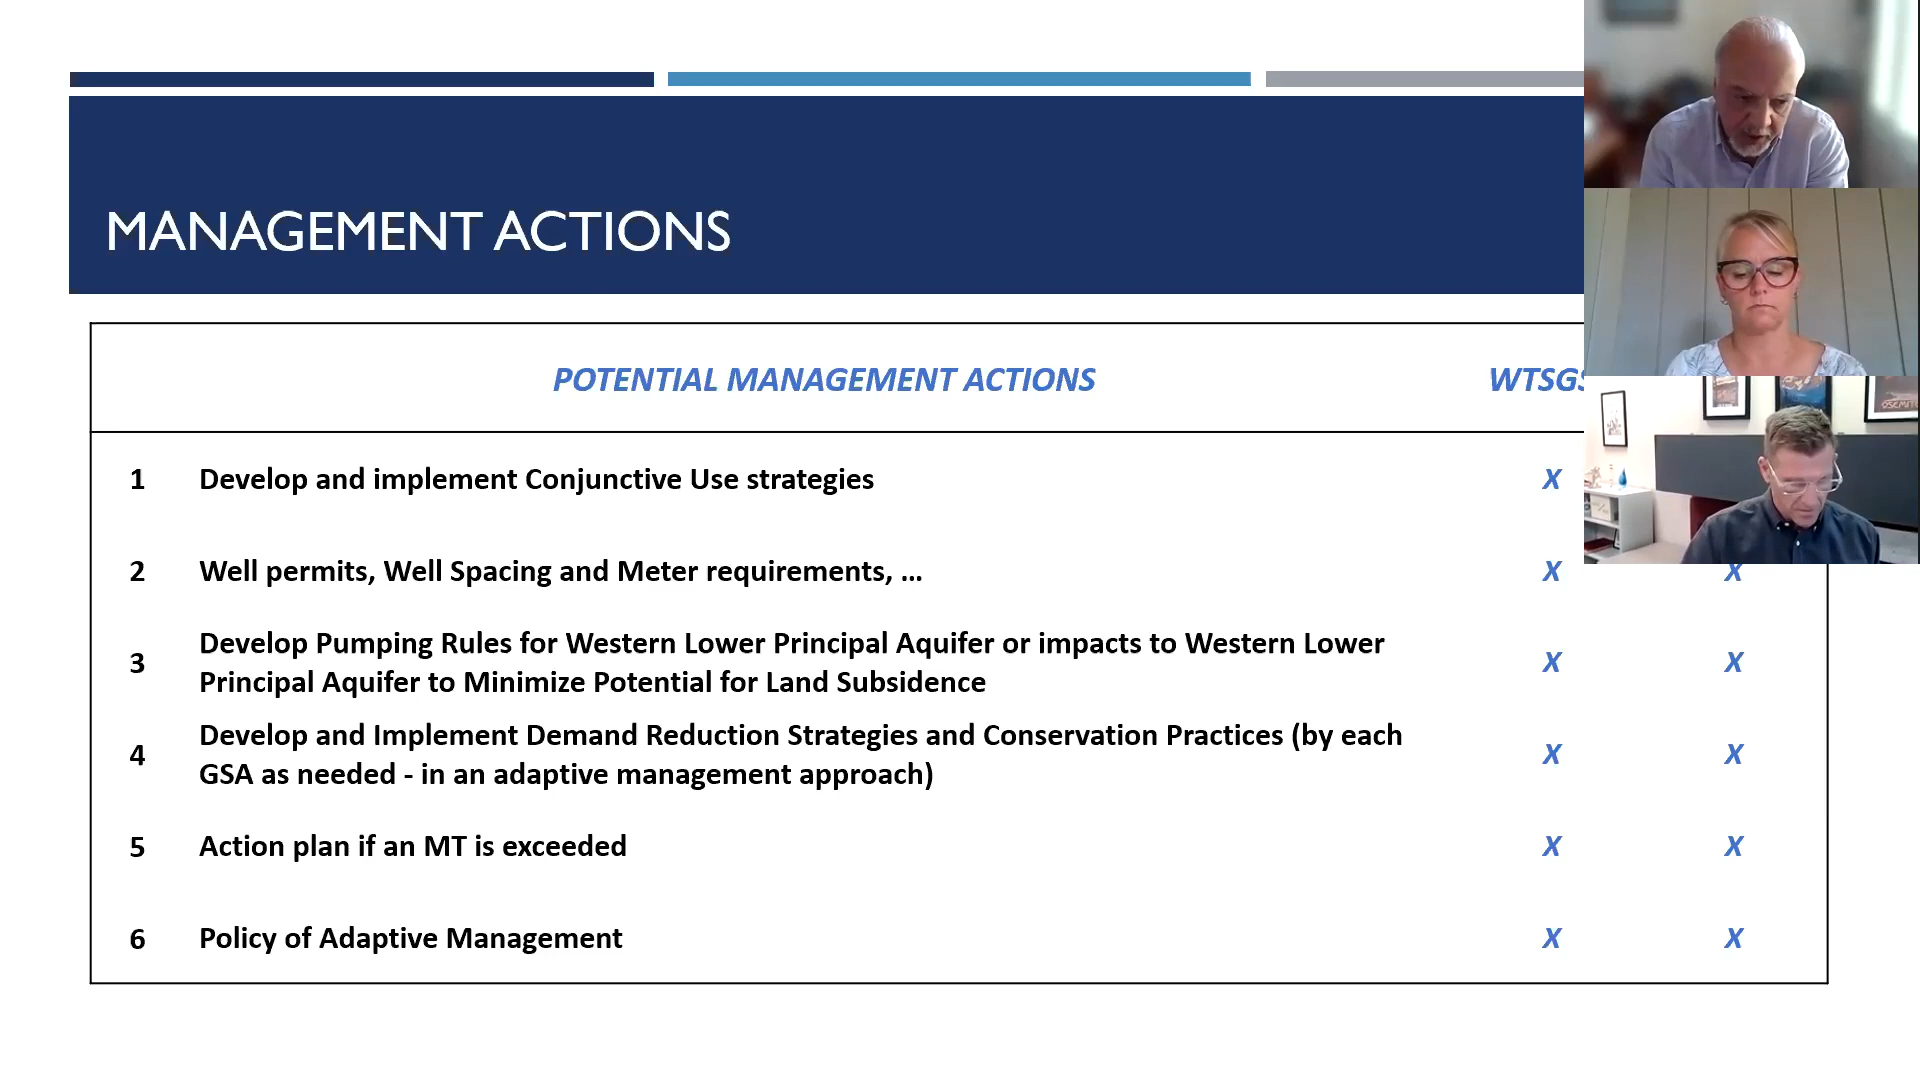 MANAGEMENT ACTIONS
POTENTIAL MANAGEMENT ACTIONS WTSGS
1 Develop and implement Conjunctive Use strategies X
2 Well permits, Well Spacing and Meter requirements, ... X X
3 Develop Pumping Rules for Western Lower Principal Aquifer or impacts to Western Lower
Principal Aquifer to Minimize Potential for Land Subsidence X X
4 Develop and Implement Demand Reduction Strategies and Conservation Practices (by each
GSA as needed - in an adaptive management approach) X X
5 Action plan if an MT is exceeded X X
6 Policy of Adaptive Management X X